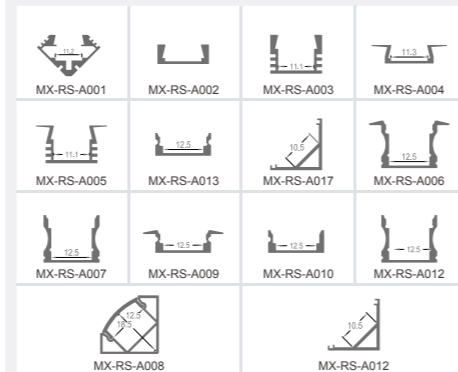 11.2
MX-RS-A001
MX-RS-A002
11.1
MX-RS-A003
11.3
MX-RS-A004
11.1
MX-RS-A005
12.5
MX-RS-A013
10.5
MX-RS-A017
12.5
MX-RS-A006
12.5
MX-RS-A007
12.5
MX-RS-A009
12.5
MX-RS-A010
12.5
MX-RS-A012
12.5
18.5
MX-RS-A008
10.5
MX-RS-A012